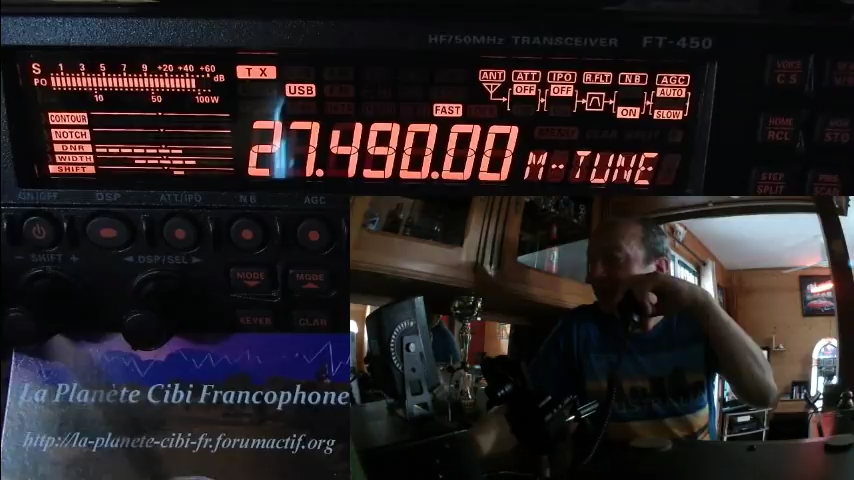 HF/50MHz TRANSCEIVER FT-450
S 1 3 5 7 9 +20 +40 +60 dB
PO 10 50 100W
TX
USB
FAST
ANT ATT IPO R.FLT NB AGC
OFF OFF AUTO
ON SLOW
CONTOUR
NOTCH
DNR
WIDTH
SHIFT
27.490.00 M-TUNE
VOICE
C.S
HOME
RCL
STO
STEP
SPLIT
PRG
SCAN
ON/OFF DSP ATT/IPO NB AGC
- SHIFT + ◄DSP/SEL►
MODE MODE
KEYER CLAR
La Planète Cibi Francophone
http://la-planete-cibi-fr.forumactif.org